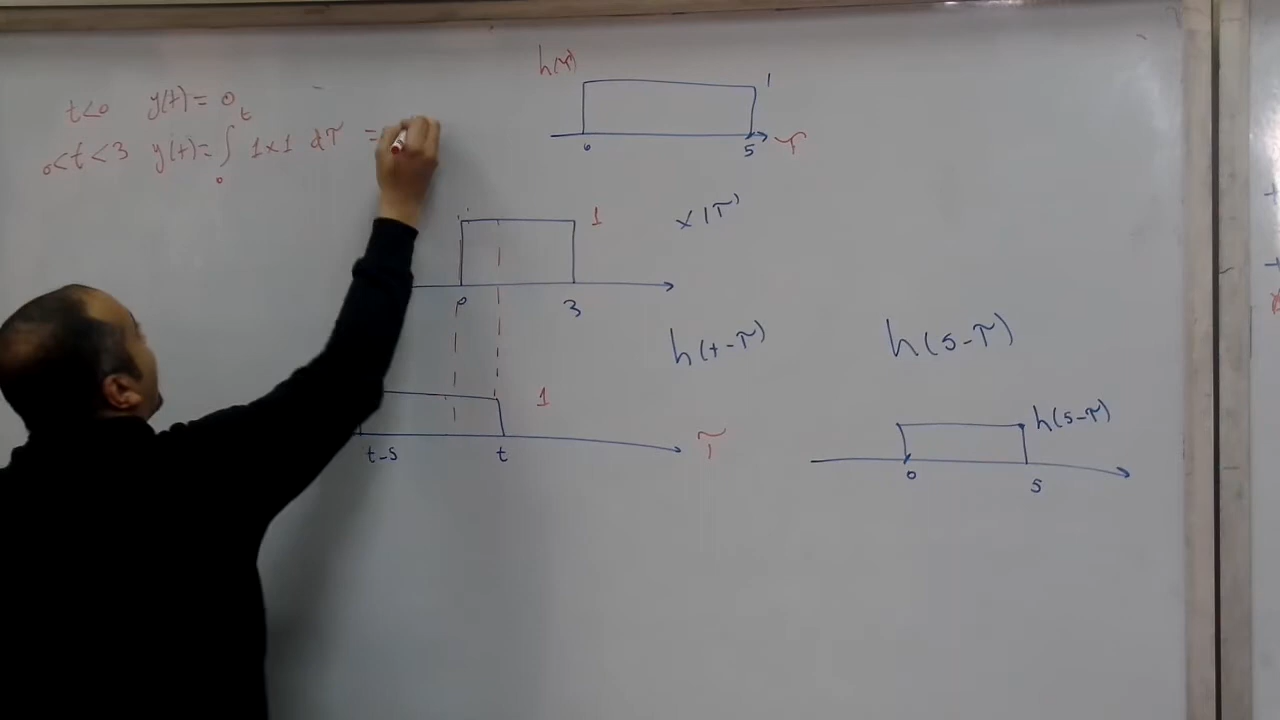 h(τ)
1
t<0 y(t)= 0
0<t<3 y(t)= ∫₀ᵗ 1×1 dτ =
0 5 τ
1 x(τ)
0 3
h(t-τ) h(5-τ)
1 h(5-τ)
τ
t-5 t
0 5